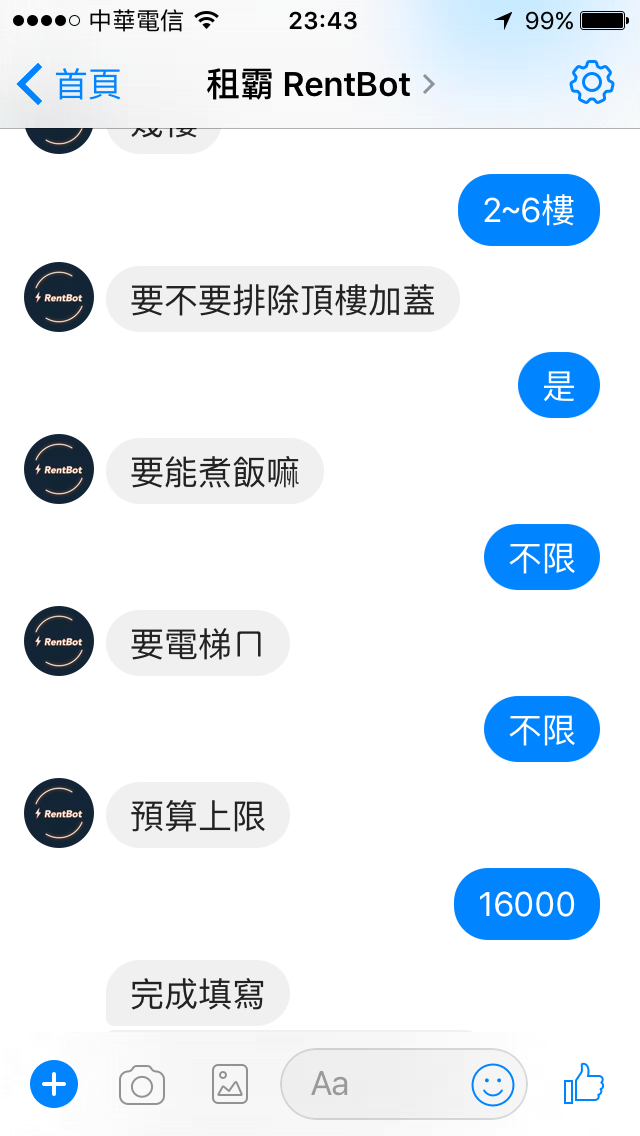 中華電信 23:43 99%
首頁 租霸 RentBot
2~6樓
RentBot 要不要排除頂樓加蓋
是
RentBot 要能煮飯嘛
不限
RentBot 要電梯ㄇ
不限
RentBot 預算上限
16000
完成填寫
Aa